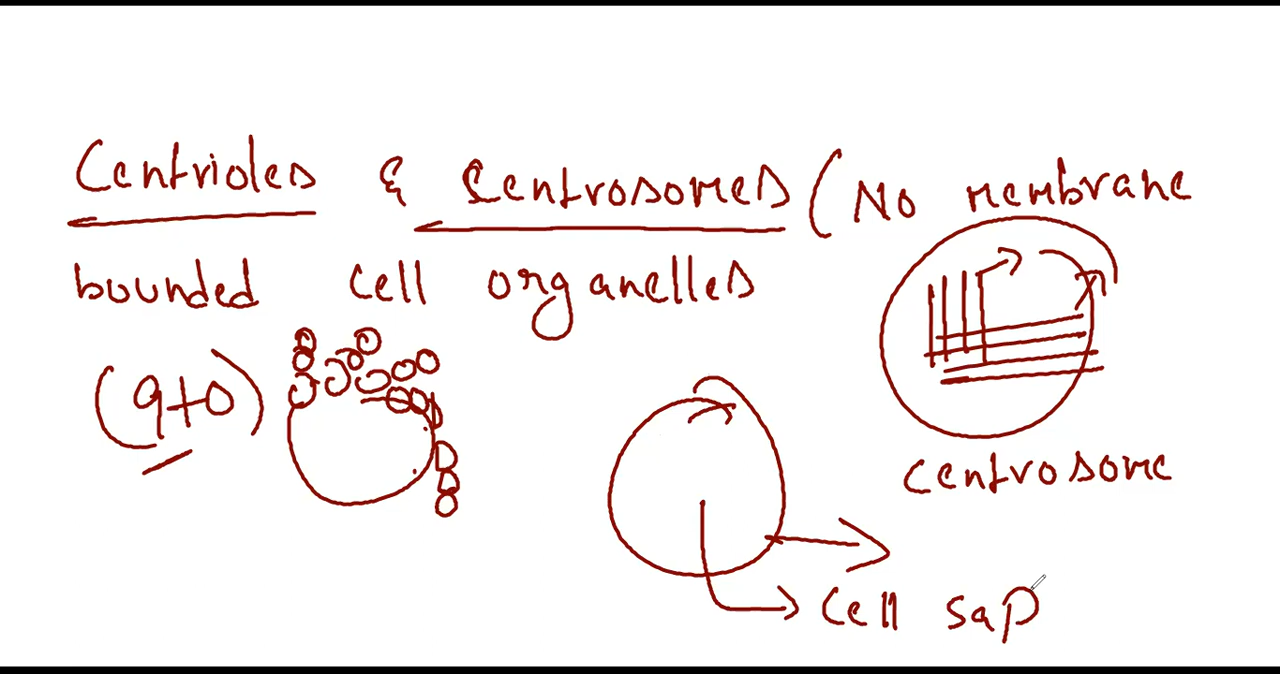 Centrioles & Centrosomes (No membrane
bounded cell organelles
(9+0)
Centrosome
Cell sap